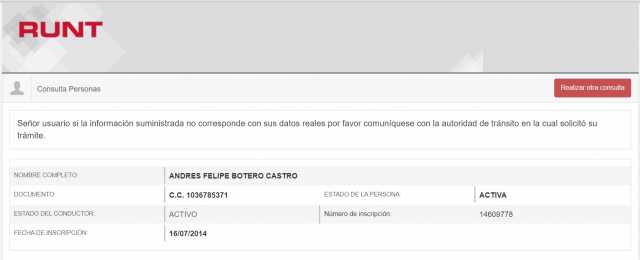 RUNT
Consulta Personas
Realizar otra consulta
Señor usuario si la información suministrada no corresponde con sus datos reales por favor comuníquese con la autoridad de tránsito en la cual solicitó su
trámite.
NOMBRE COMPLETO: ANDRES FELIPE BOTERO CASTRO
DOCUMENTO: C.C. 1036785371 ESTADO DE LA PERSONA: ACTIVA
ESTADO DEL CONDUCTOR: ACTIVO Número de inscripción: 14609778
FECHA DE INSCRIPCIÓN: 16/07/2014